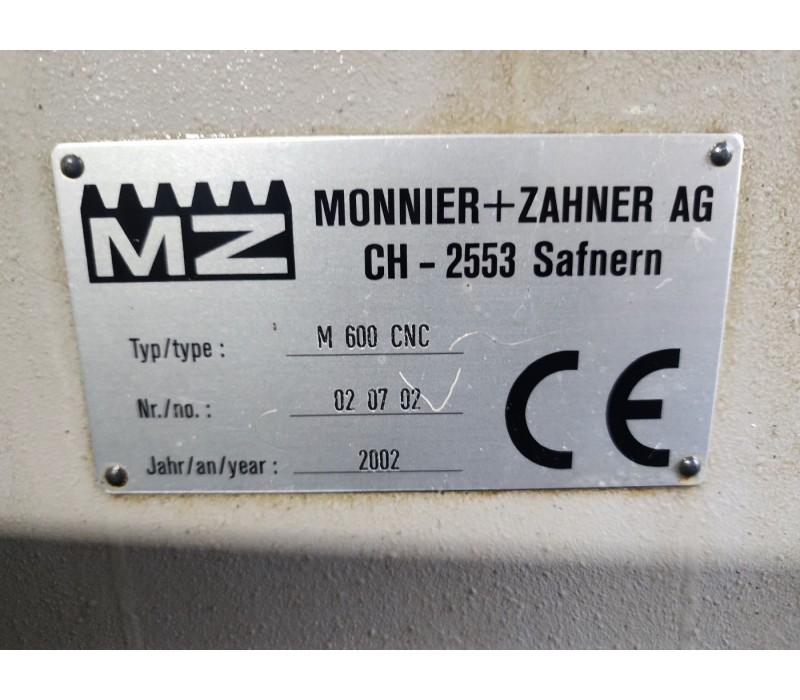 MZ
MONNIER+ZAHNER AG
CH - 2553 Safnern
Typ/type : M 600 CNC
Nr./no. : 02 07 02
Jahr/an/year : 2002
CE